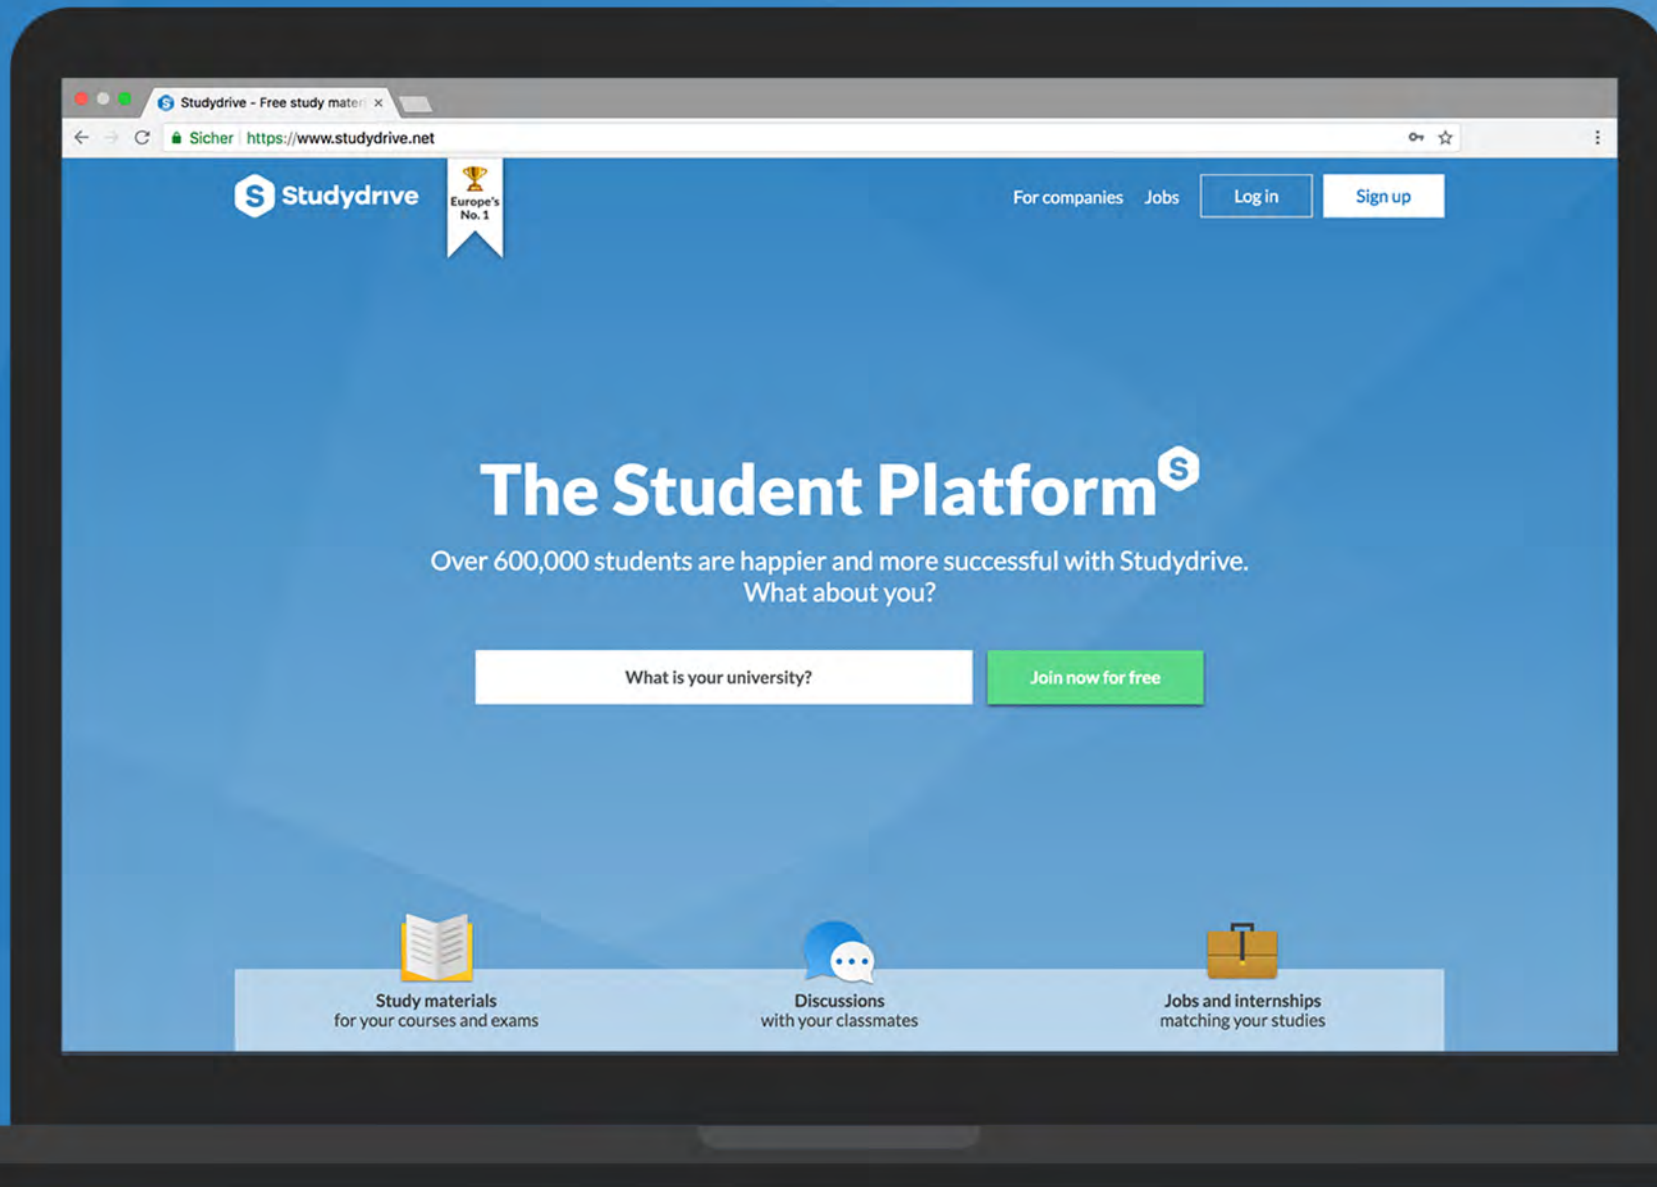 Studydrive - Free study mater
Sicher https://www.studydrive.net
Studydrive
Europe's
No. 1
For companies Jobs Log in Sign up
The Student Platform
Over 600,000 students are happier and more successful with Studydrive.
What about you?
What is your university? Join now for free
Study materials
for your courses and exams
Discussions
with your classmates
Jobs and internships
matching your studies